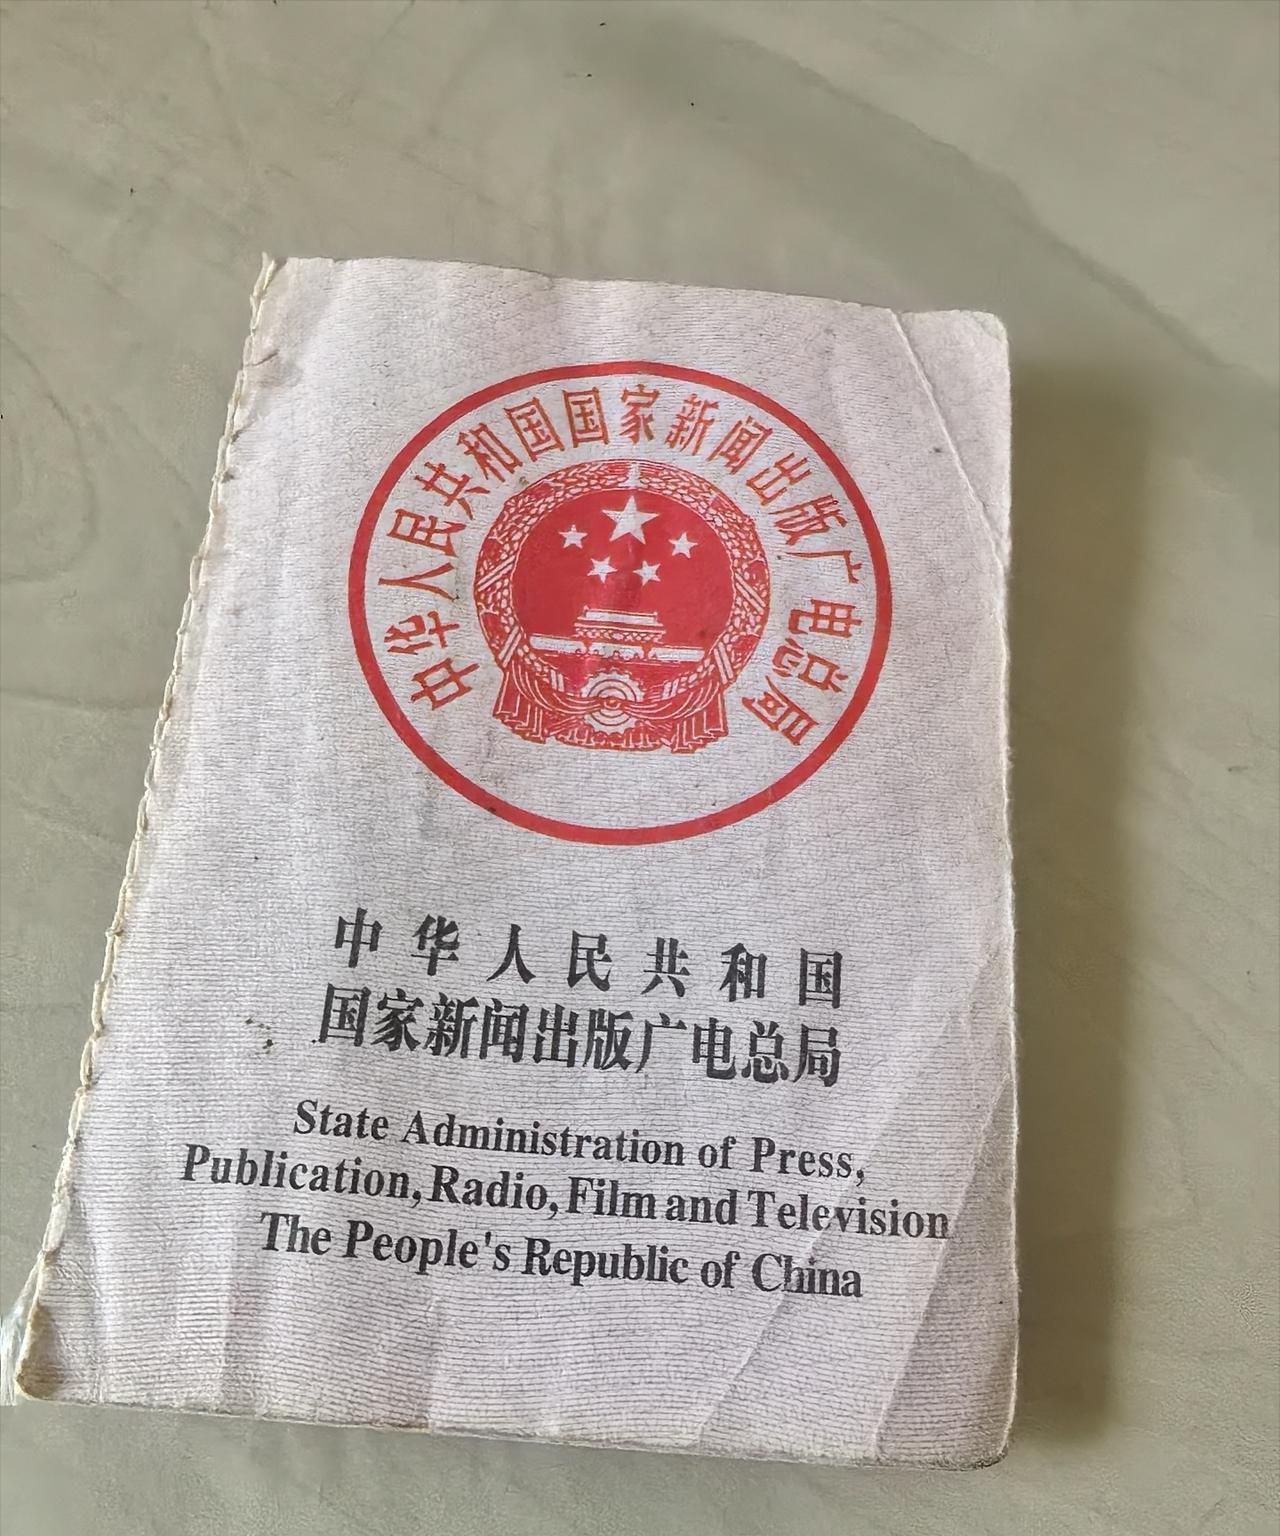 中华人民共和国国家新闻出版广电总局
中华人民共和国
国家新闻出版广电总局
State Administration of Press,
Publication, Radio, Film and Television
The People's Republic of China